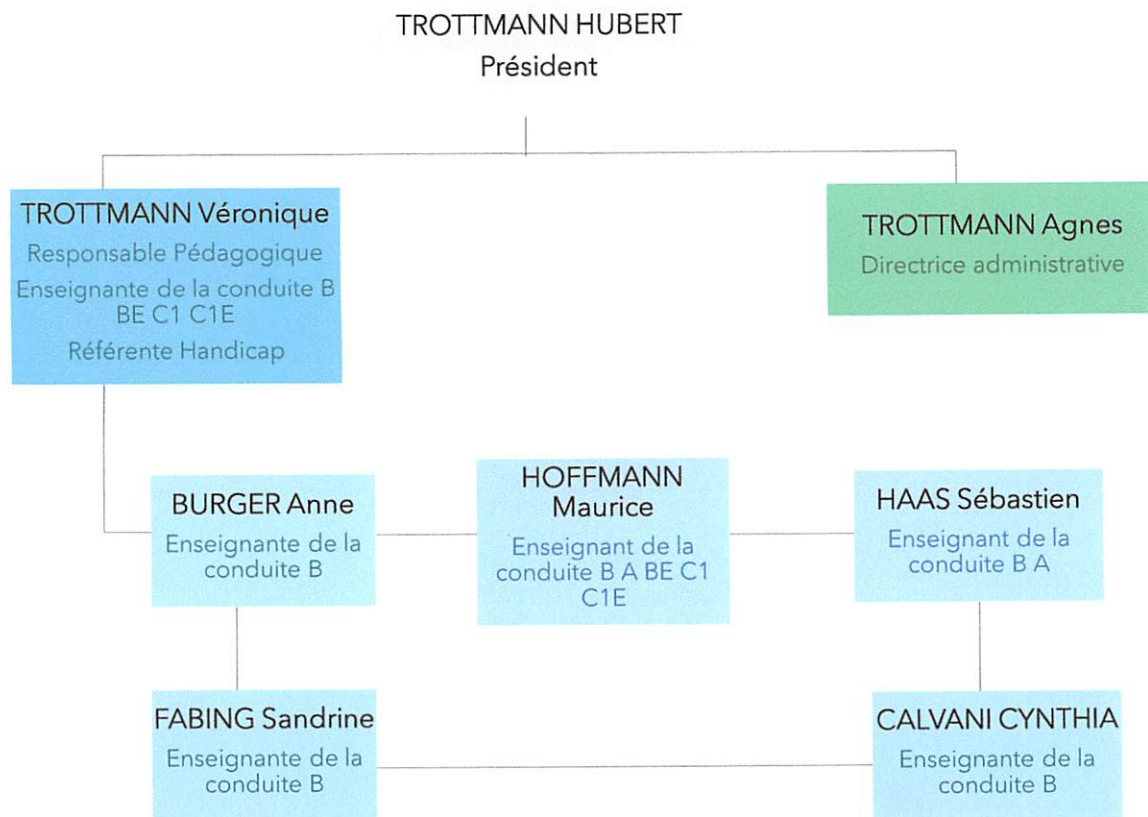 TROTTMANN HUBERT
Président
TROTTMANN Véronique
Responsable Pédagogique
Enseignante de la conduite B
BE C1 C1E
Référente Handicap
TROTTMANN Agnes
Directrice administrative
BURGER Anne
Enseignante de la
conduite B
HOFFMANN
Maurice
Enseignant de la
conduite B A BE C1
C1E
HAAS Sébastien
Enseignant de la
conduite B A
FABING Sandrine
Enseignante de la
conduite B
CALVANI CYNTHIA
Enseignante de la
conduite B